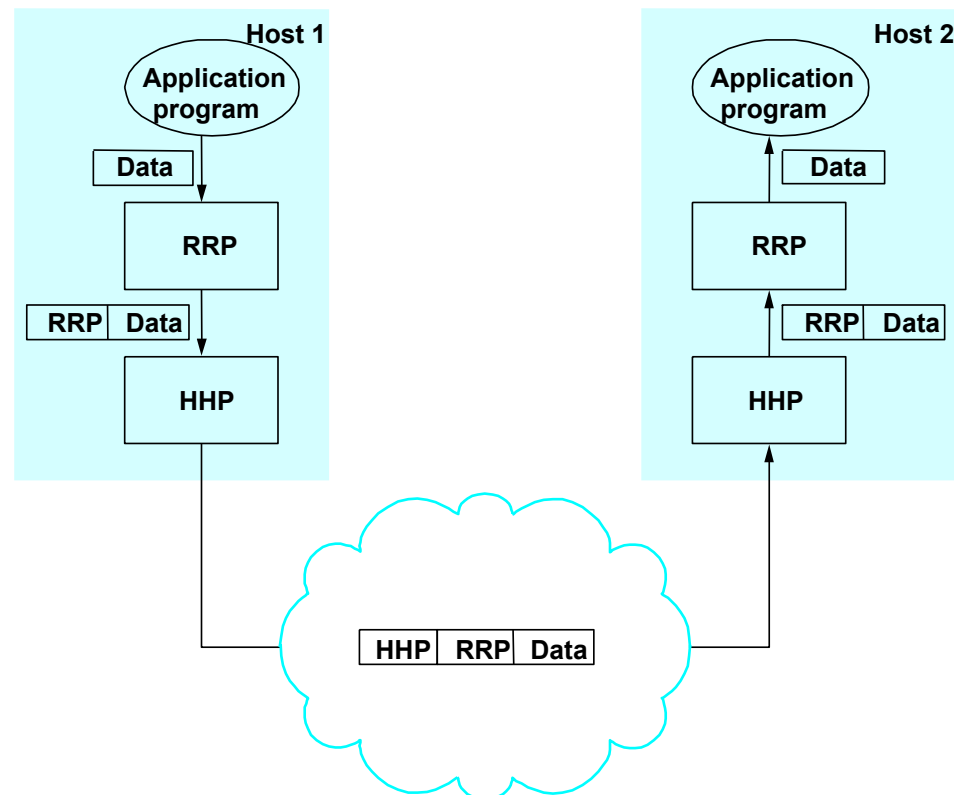 Host 1
Application
program
Data
RRP
RRP Data
HHP
Host 2
Application
program
Data
RRP
RRP Data
HHP
HHP RRP Data